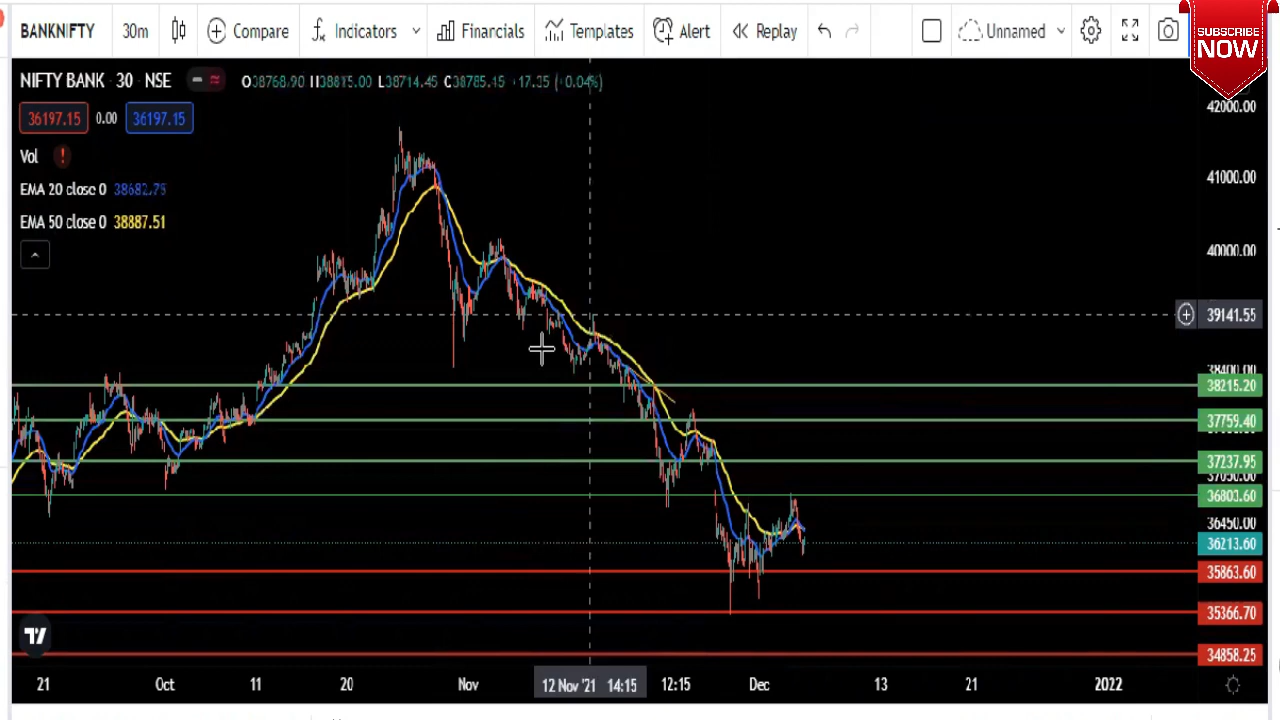 BANKNIFTY 30m Compare Indicators Financials Templates Alert Replay Unnamed
SUBSCRIBE
NOW
NIFTY BANK · 30 · NSE O38768.90 H38815.00 L38714.45 C38785.15 +17.35 (+0.04%)
36197.15 0.00 36197.15
Vol !
EMA 20 close 0 38682.75
EMA 50 close 0 38887.51
42000.00
41000.00
40000.00
39141.55
38400.00
38215.20
37759.40
37237.95
37050.00
36803.60
36450.00
36213.60
35863.60
35366.70
34858.25
21 Oct 11 20 Nov 12 Nov '21 14:15 12:15 Dec 13 21 2022